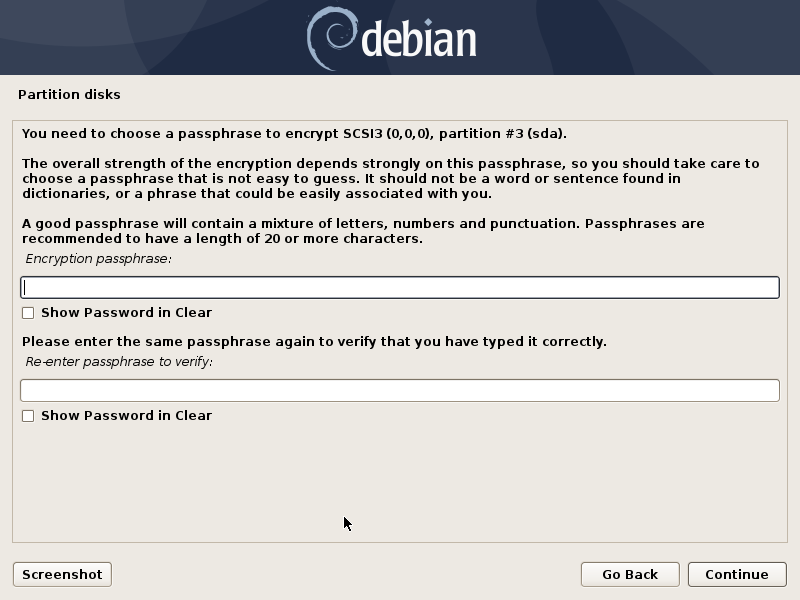 debian
Partition disks
You need to choose a passphrase to encrypt SCSI3 (0,0,0), partition #3 (sda).
The overall strength of the encryption depends strongly on this passphrase, so you should take care to
choose a passphrase that is not easy to guess. It should not be a word or sentence found in
dictionaries, or a phrase that could be easily associated with you.
A good passphrase will contain a mixture of letters, numbers and punctuation. Passphrases are
recommended to have a length of 20 or more characters.
Encryption passphrase:
Show Password in Clear
Please enter the same passphrase again to verify that you have typed it correctly.
Re-enter passphrase to verify:
Show Password in Clear
Screenshot
Go Back
Continue